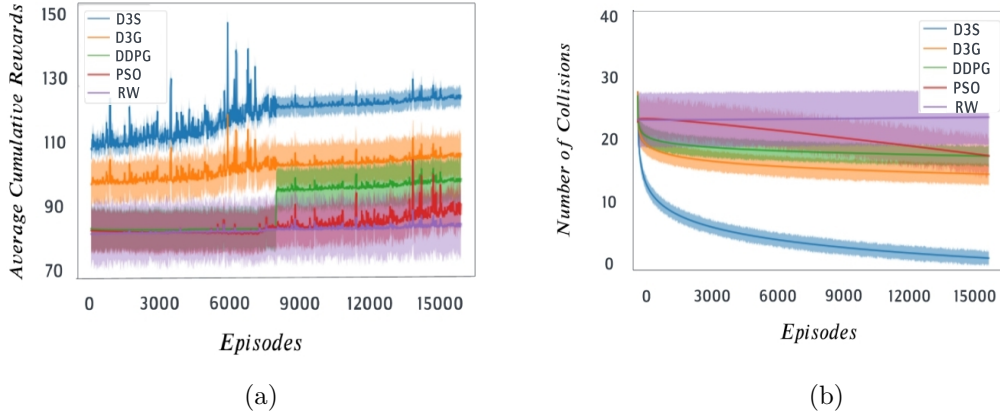 Average Cumulative Rewards
150
130
110
90
70
D3S
D3G
DDPG
PSO
RW
0 3000 6000 9000 12000 15000
Episodes
(a)
Number of Collisions
40
30
20
10
0
D3S
D3G
DDPG
PSO
RW
0 3000 6000 9000 12000 15000
Episodes
(b)